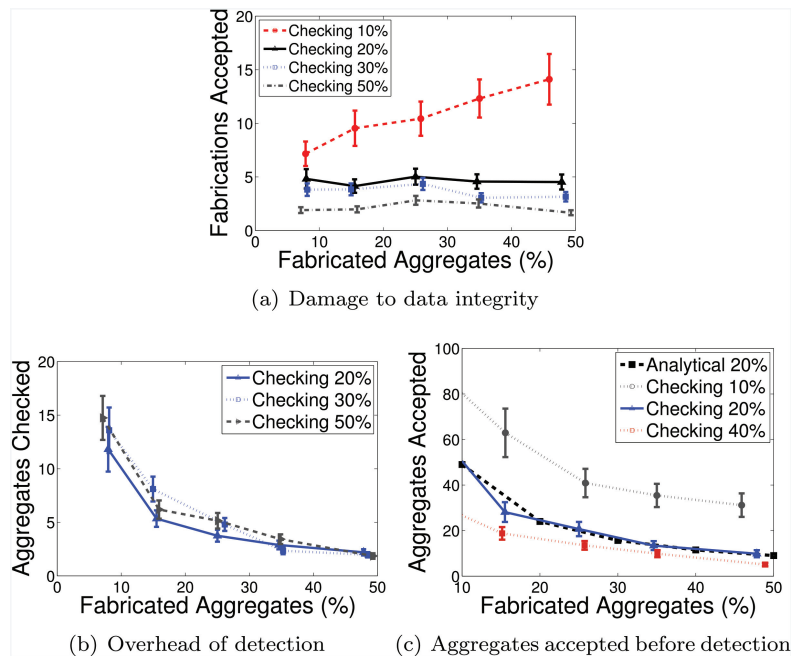 20
15
10
5
0
Fabrications Accepted
Checking 10%
Checking 20%
Checking 30%
Checking 50%
0 10 20 30 40 50
Fabricated Aggregates (%)
(a) Damage to data integrity
20
15
10
5
0
Aggregates Checked
Checking 20%
Checking 30%
Checking 50%
0 10 20 30 40 50
Fabricated Aggregates (%)
(b) Overhead of detection
100
80
60
40
20
0
Aggregates Accepted
Analytical 20%
Checking 10%
Checking 20%
Checking 40%
10 20 30 40 50
Fabricated Aggregates (%)
(c) Aggregates accepted before detection